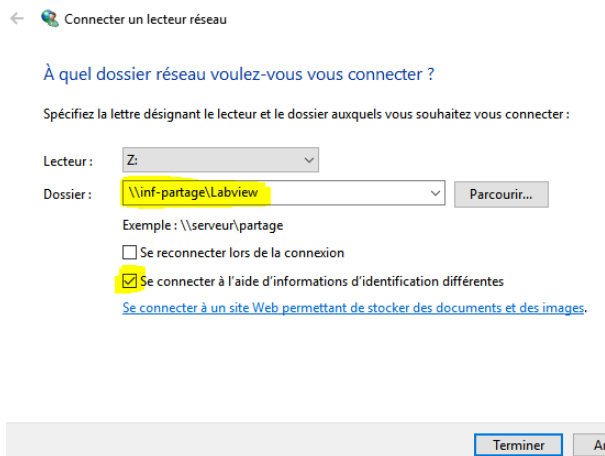 Connecter un lecteur réseau
À quel dossier réseau voulez-vous vous connecter ?
Spécifiez la lettre désignant le lecteur et le dossier auxquels vous souhaitez vous connecter :
Lecteur : Z:
Dossier : \\inf-partage\Labview Parcourir...
Exemple : \\serveur\partage
Se reconnecter lors de la connexion
Se connecter à l'aide d'informations d'identification différentes
Se connecter à un site Web permettant de stocker des documents et des images.
Terminer